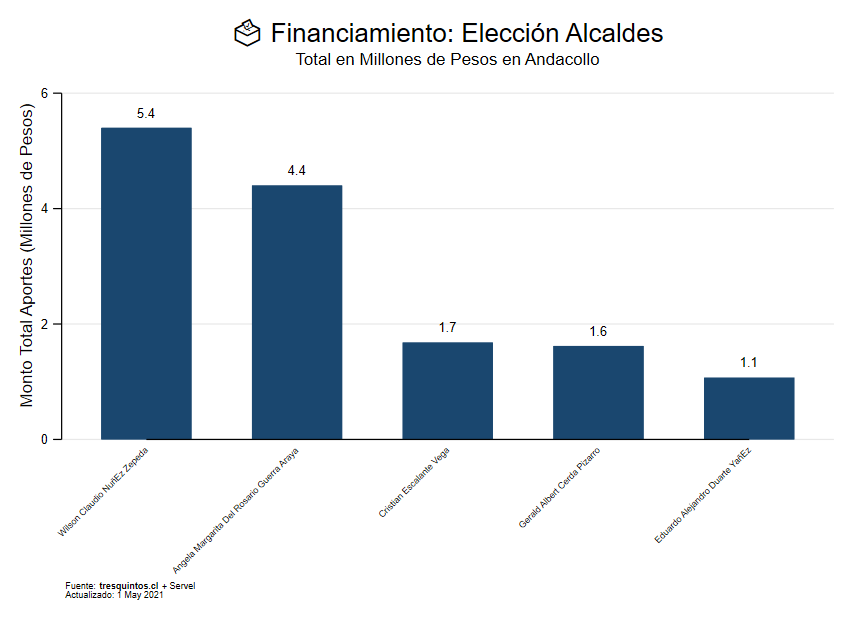 Financiamiento: Elección Alcaldes
Total en Millones de Pesos en Andacollo
Monto Total Aportes (Millones de Pesos)
6
4
2
0
5.4
4.4
1.7
1.6
1.1
Wilson Claudio NuñEz Zepeda
Angela Margarita Del Rosario Guerra Araya
Cristian Escalante Vega
Gerald Albert Cerda Pizarro
Eduardo Alejandro Duarte YañEz
Fuente: tresquintos.cl + Servel
Actualizado: 1 May 2021